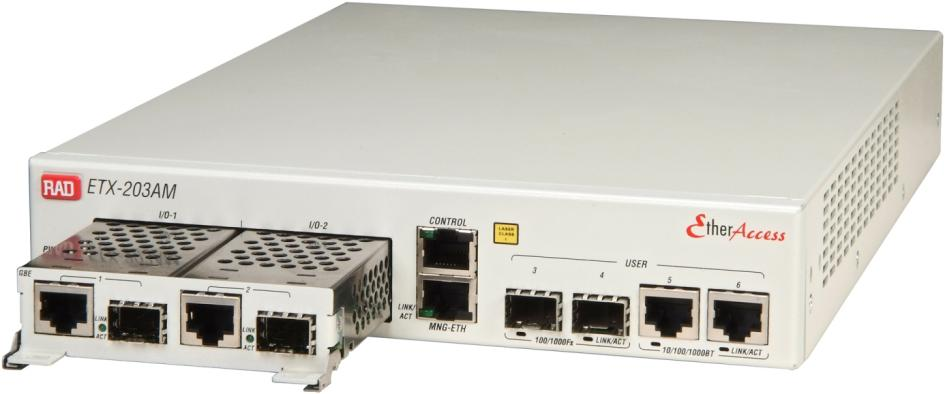 RAD ETX-203AM
I/O-1 I/O-2
CONTROL
LASER
CLASS
1
EtherAccess
GBE 1 2
LINK
ACT
LINK
ACT
LINK/
ACT
MNG-ETH
USER
3 4 5 6
100/1000Fx LINK/ACT
10/100/1000BT LINK/ACT